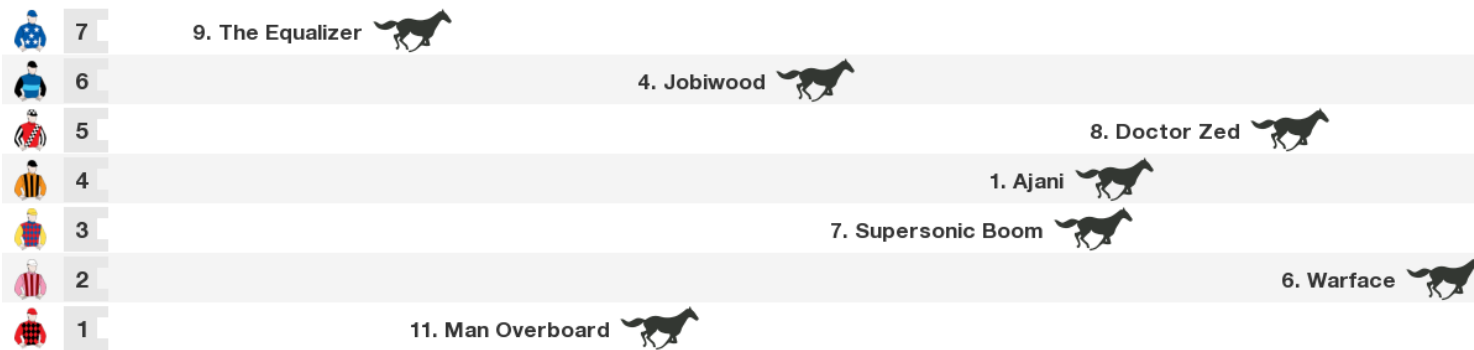 7 9. The Equalizer
6 4. Jobiwood
5 8. Doctor Zed
4 1. Ajani
3 7. Supersonic Boom
2 6. Warface
1 11. Man Overboard